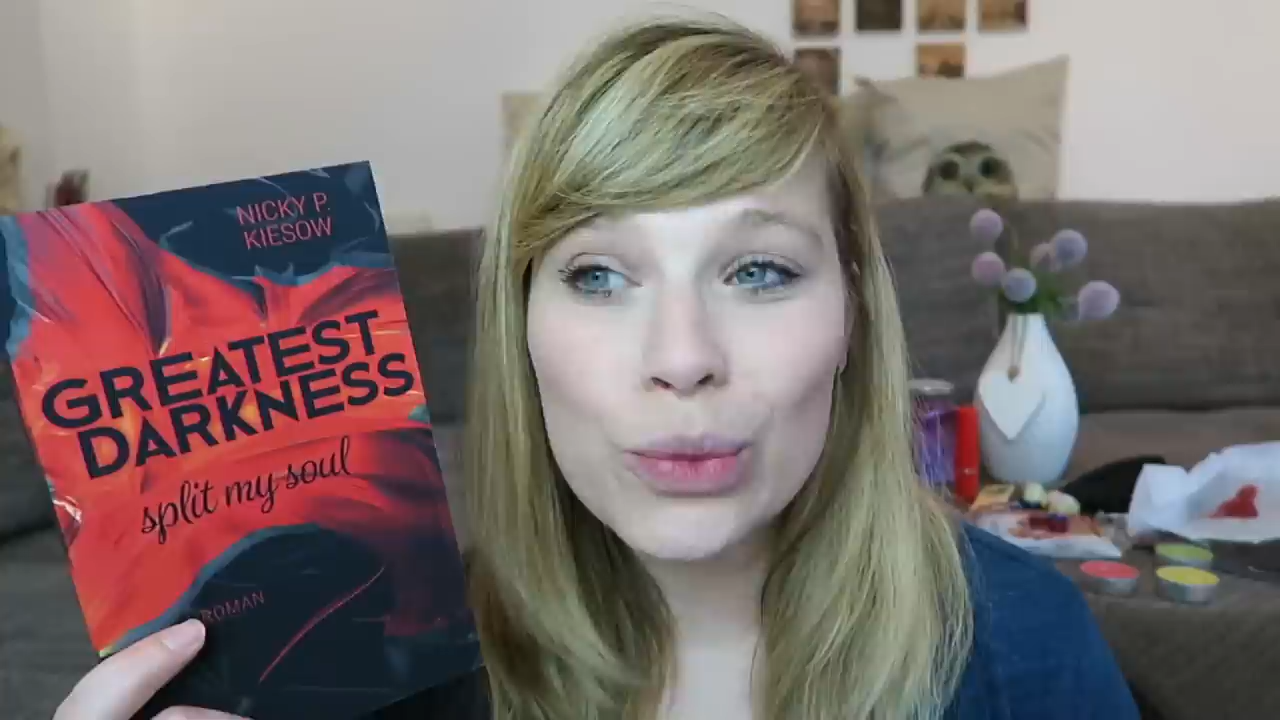 NICKY P.
KIESOW
GREATEST
DARKNESS
split my soul
ROMAN